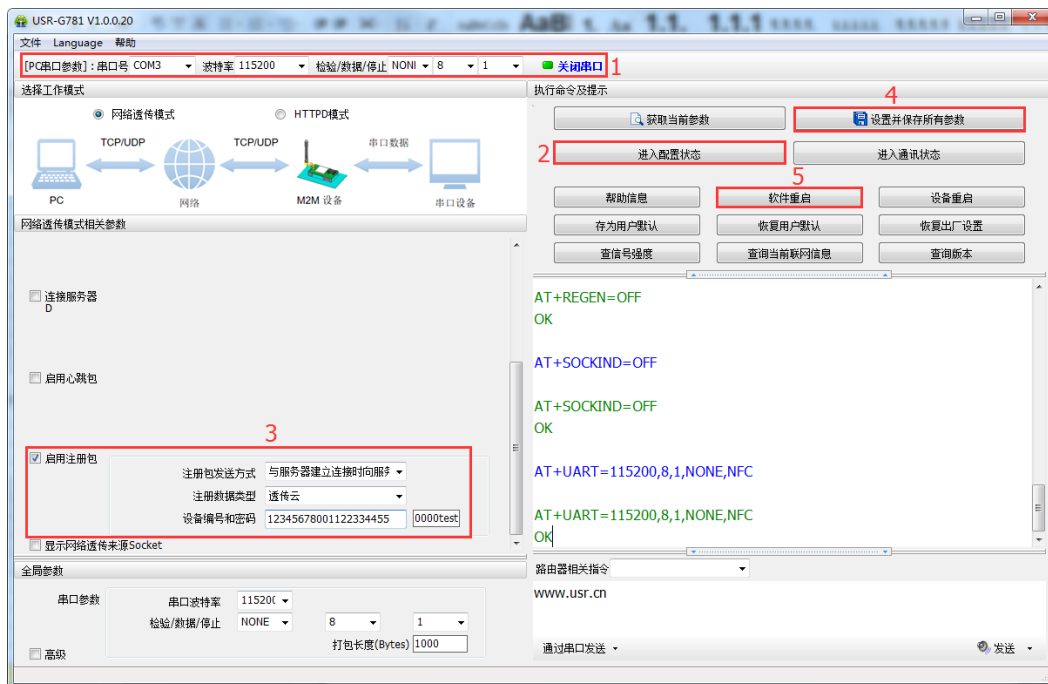 USR-G781 V1.0.0.20
文件 Language 帮助
[PC串口参数]：串口号 COM3 波特率 115200 检验/数据/停止 NONI 8 1 关闭串口 1
选择工作模式
网络透传模式 HTTPD模式
TCP/UDP TCP/UDP 串口数据
PC 网络 M2M 设备 串口设备
网络透传模式相关参数
连接服务器
D
启用心跳包
3
启用注册包
注册包发送方式 与服务器建立连接时向服务
注册数据类型 透传云
设备编号和密码 12345678001122334455 0000test
显示网络透传来源Socket
全局参数
串口参数 串口波特率 11520(
检验/数据/停止 NONE 8 1
打包长度(Bytes) 1000
高级
执行命令及提示
4
获取当前参数 设置并保存所有参数
2 进入配置状态 进入通讯状态
5
帮助信息 软件重启 设备重启
存为用户默认 恢复用户默认 恢复出厂设置
查信号强度 查询当前联网信息 查询版本
AT+REGEN=OFF
OK
AT+SOCKIND=OFF
AT+SOCKIND=OFF
OK
AT+UART=115200,8,1,NONE,NFC
AT+UART=115200,8,1,NONE,NFC
OK
路由器相关指令
www.usr.cn
通过串口发送 发送